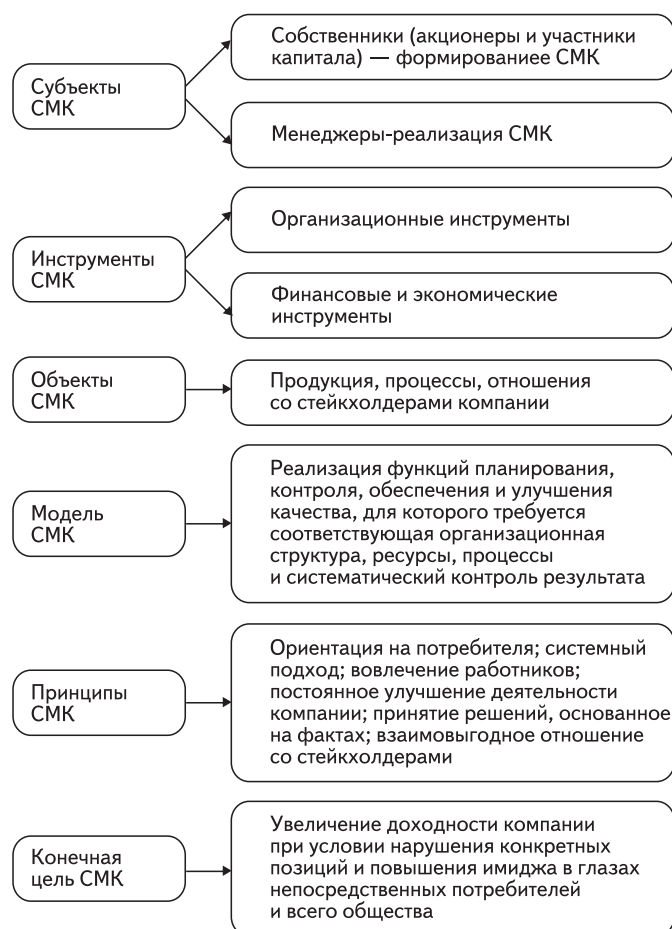 Субъекты
СМК
Собственники (акционеры и участники
капитала) — формированиее СМК
Менеджеры-реализация СМК
Инструменты
СМК
Организационные инструменты
Финансовые и экономические
инструменты
Объекты
СМК
Продукция, процессы, отношения
со стейкхолдерами компании
Модель
СМК
Реализация функций планирования,
контроля, обеспечения и улучшения
качества, для которого требуется
соответствующая организационная
структура, ресурсы, процессы
и систематический контроль результата
Принципы
СМК
Ориентация на потребителя; системный
подход; вовлечение работников;
постоянное улучшение деятельности
компании; принятие решений, основанное
на фактах; взаимовыгодное отношение
со стейкхолдерами
Конечная
цель СМК
Увеличение доходности компании
при условии нарушения конкретных
позиций и повышения имиджа в глазах
непосредственных потребителей
и всего общества